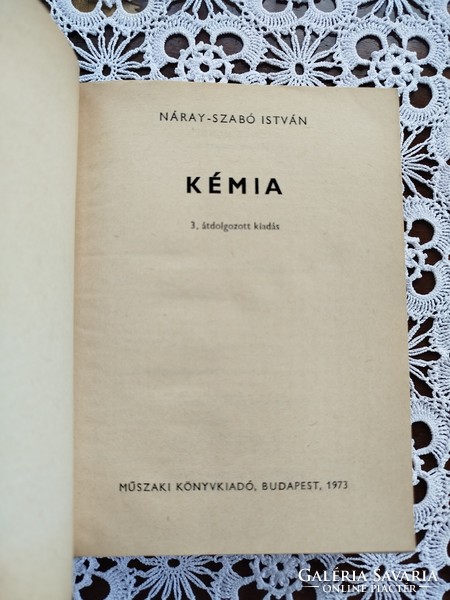 NÁRAY-SZABÓ ISTVÁN
KÉMIA
3. átdolgozott kiadás
MŰSZAKI KÖNYVKIADÓ, BUDAPEST, 1973
GALÉRIA SAVARIA
ONLINE PIACTÉR